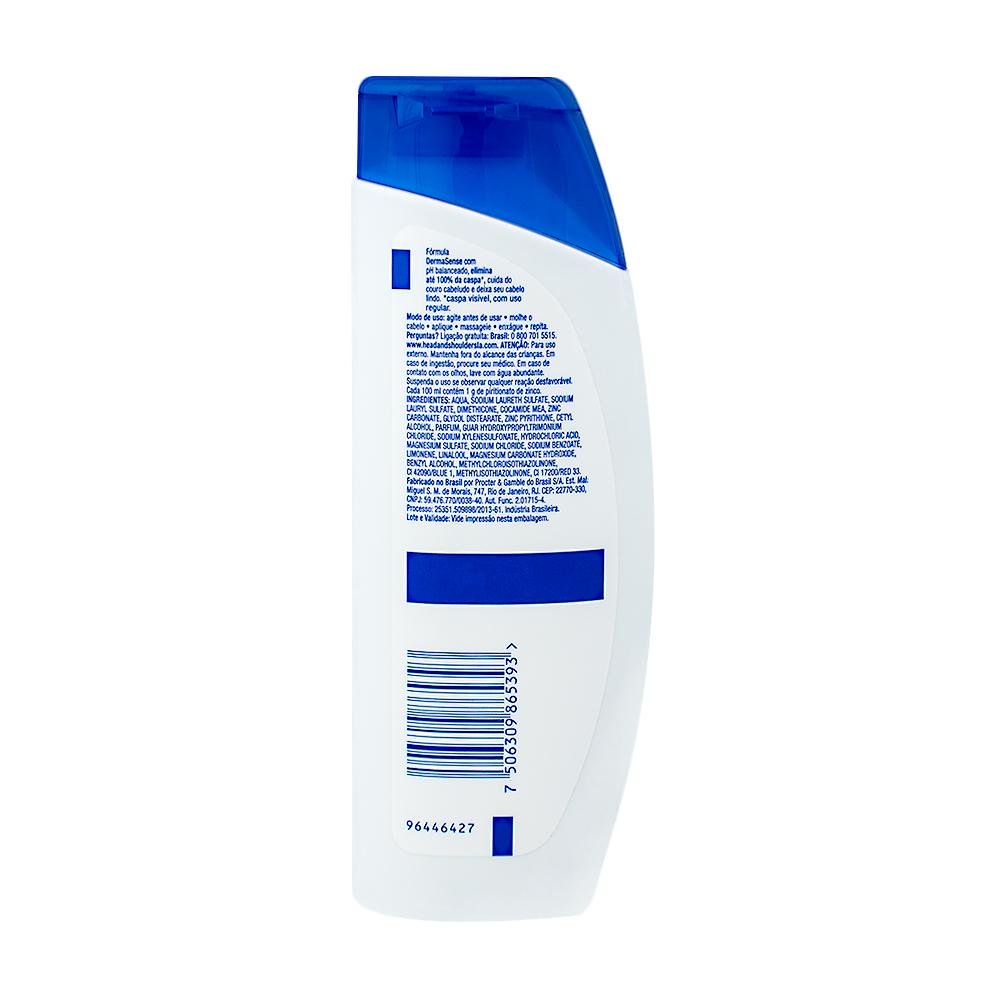 Fórmula
DermaSense com
pH balanceado, elimina
até 100% da caspa*, cuida do
couro cabeludo e deixa seu cabelo
lindo. *caspa visível, com uso
regular.
Modo de uso: agite antes de usar • molhe o
cabelo • aplique • massageie • enxágue • repita.
Perguntas? Ligação gratuita: Brasil: 0 800 701 5515.
www.headandshouldersla.com ATENÇÃO: Para uso
externo. Mantenha fora do alcance das crianças. Em
caso de ingestão, procure seu médico. Em caso de
contato com os olhos, lave com água abundante.
Suspenda o uso se observar qualquer reação desfavorável.
Cada 100 ml contém 1 g de piritionato de zinco.
INGREDIENTES: AQUA, SODIUM LAURETH SULFATE, SODIUM
LAURYL SULFATE, DIMETHICONE, COCAMIDE MEA, ZINC
CARBONATE, GLYCOL DISTEARATE, ZINC PYRITHIONE, CETYL
ALCOHOL, PARFUM, GUAR HYDROXYPROPYLTRIMONIUM
CHLORIDE, SODIUM XYLENESULFONATE, HYDROCHLORIC ACID,
MAGNESIUM SULFATE, SODIUM CHLORIDE, SODIUM BENZOATE,
LIMONENE, LINALOOL, MAGNESIUM CARBONATE HYDROXIDE,
BENZYL ALCOHOL, METHYLCHLOROISOTHIAZOLINONE,
CI 42090/BLUE 1, METHYLISOTHIAZOLINONE, CI 17200/RED 33.
Fabricado no Brasil por Procter & Gamble do Brasil S/A. Est. Mal:
Miguel S. M. de Morais, 747, Rio de Janeiro, RJ. CEP: 22770-330,
CNPJ: 59.476.770/0038-40. Aut. Func. 2.01715-4.
Processo: 25351.509898/2013-61. Indústria Brasileira.
Lote e Validade: Vide impressão nesta embalagem.
7 506309 865393 >
96446427